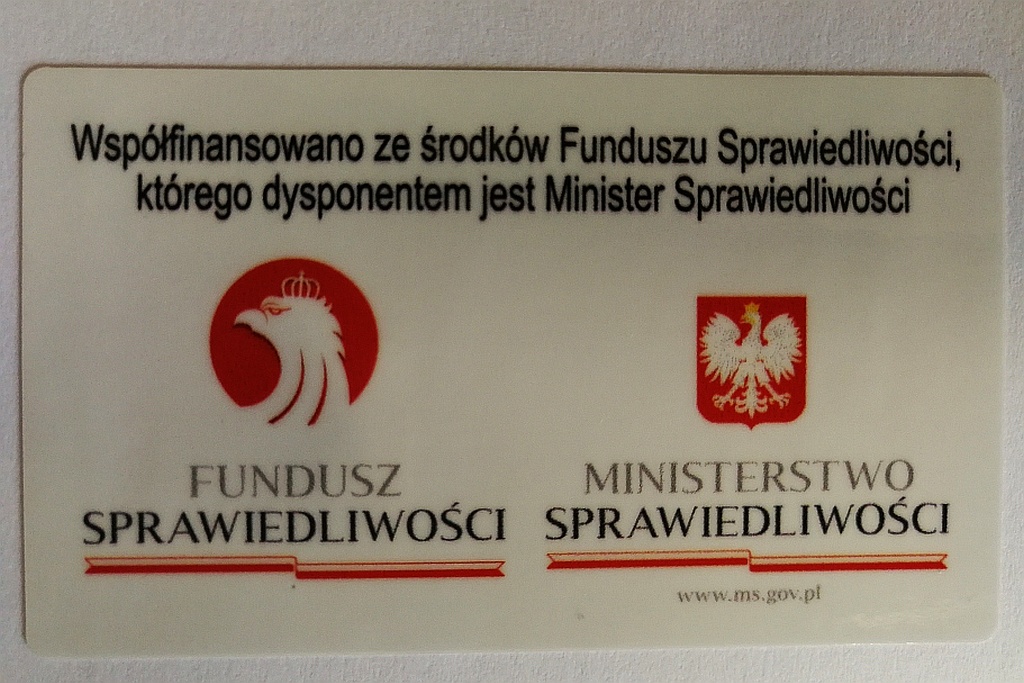 Współfinansowano ze środków Funduszu Sprawiedliwości,
którego dysponentem jest Minister Sprawiedliwości
FUNDUSZ
SPRAWIEDLIWOŚCI
MINISTERSTWO
SPRAWIEDLIWOŚCI
www.ms.gov.pl